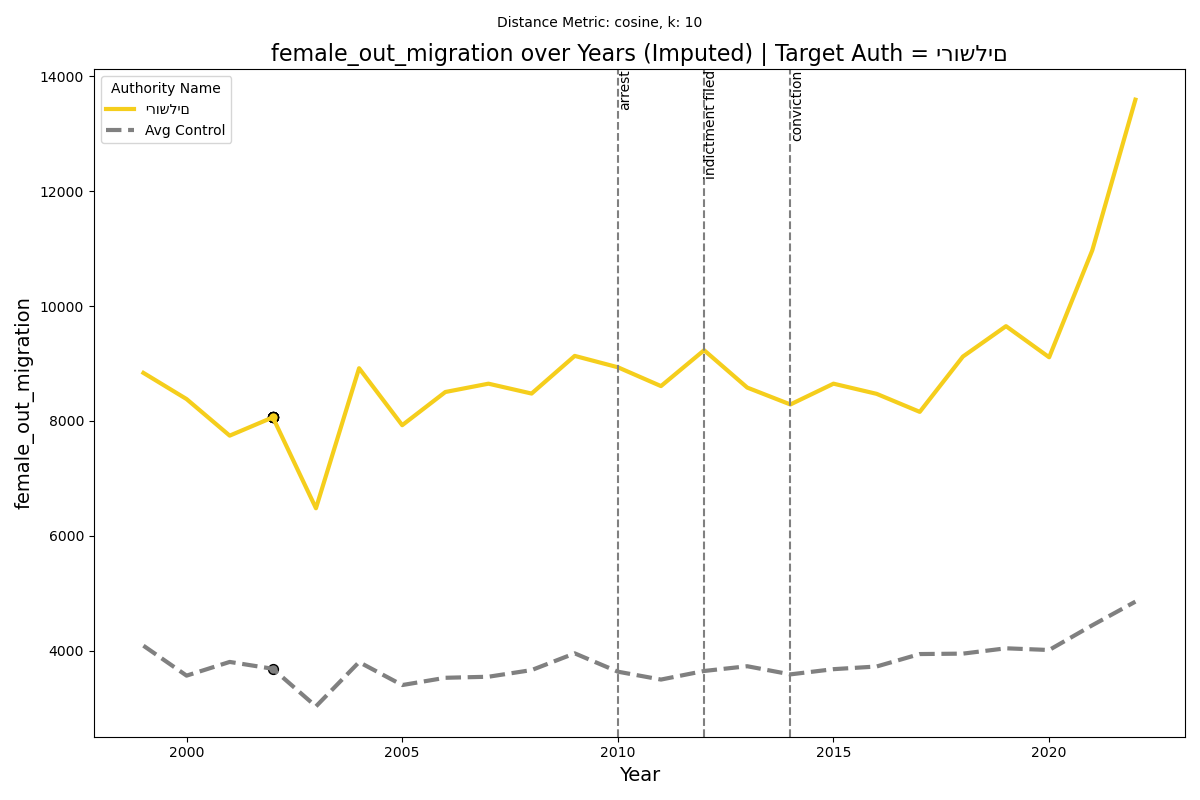 Distance Metric: cosine, k: 10
female_out_migration over Years (Imputed) | Target Auth = ירושלים
Authority Name
ירושלים
Avg Control
arrest
indictment filed
conviction
14000
12000
10000
8000
6000
4000
female_out_migration
2000
2005
2010
2015
2020
Year